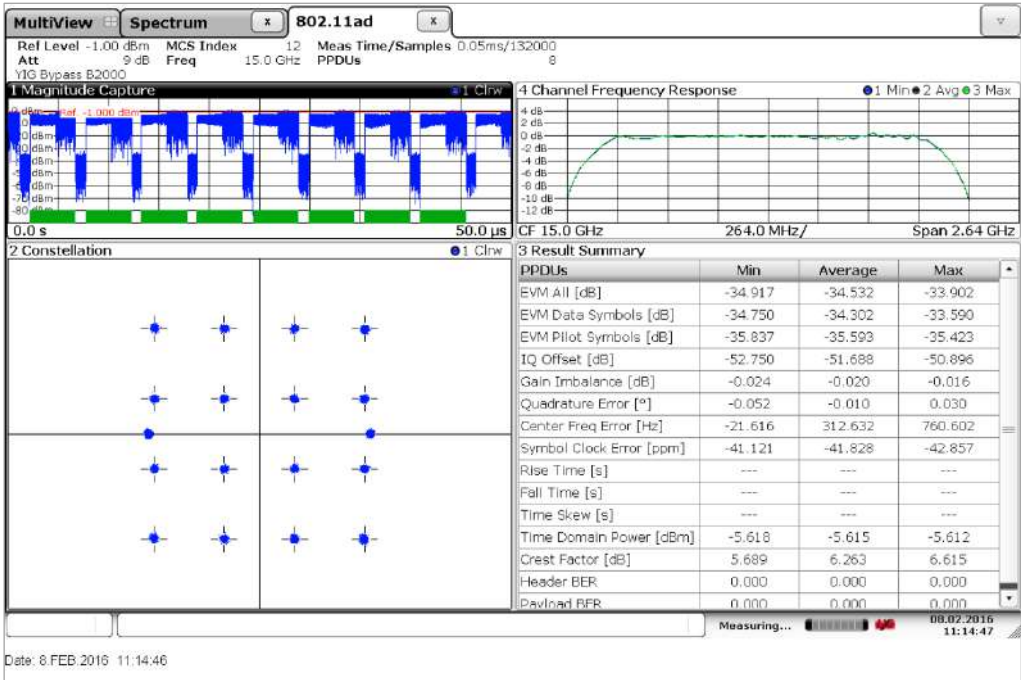 MultiView Spectrum x 802.11ad x
Ref Level -1.00 dBm MCS Index 12 Meas Time/Samples 0.05ms/132000
Att 9 dB Freq 15.0 GHz PPDUs 8
YIG Bypass B2000
1 Magnitude Capture 1 Clrw
Ref -1.000 dBm
0.0 s 50.0 µs
4 Channel Frequency Response 1 Min 2 Avg 3 Max
4 dB
2 dB
0 dB
-2 dB
-4 dB
-6 dB
-8 dB
-10 dB
-12 dB
CF 15.0 GHz 264.0 MHz/ Span 2.64 GHz
2 Constellation 1 Clrw
3 Result Summary
PPDUs Min Average Max
EVM All [dB] -34.917 -34.532 -33.902
EVM Data Symbols [dB] -34.750 -34.302 -33.590
EVM Pilot Symbols [dB] -35.837 -35.593 -35.423
IQ Offset [dB] -52.750 -51.688 -50.896
Gain Imbalance [dB] -0.024 -0.020 -0.016
Quadrature Error [°] -0.052 -0.010 0.030
Center Freq Error [Hz] -21.616 312.632 760.602
Symbol Clock Error [ppm] -41.121 -41.828 -42.857
Rise Time [s] --- --- ---
Fall Time [s] --- --- ---
Time Skew [s] --- --- ---
Time Domain Power [dBm] -5.618 -5.615 -5.612
Crest Factor [dB] 5.689 6.263 6.615
Header BER 0.000 0.000 0.000
Payload BER 0.000 0.000 0.000
Measuring... 08.02.2016
11:14:47
Date: 8.FEB.2016 11:14:46